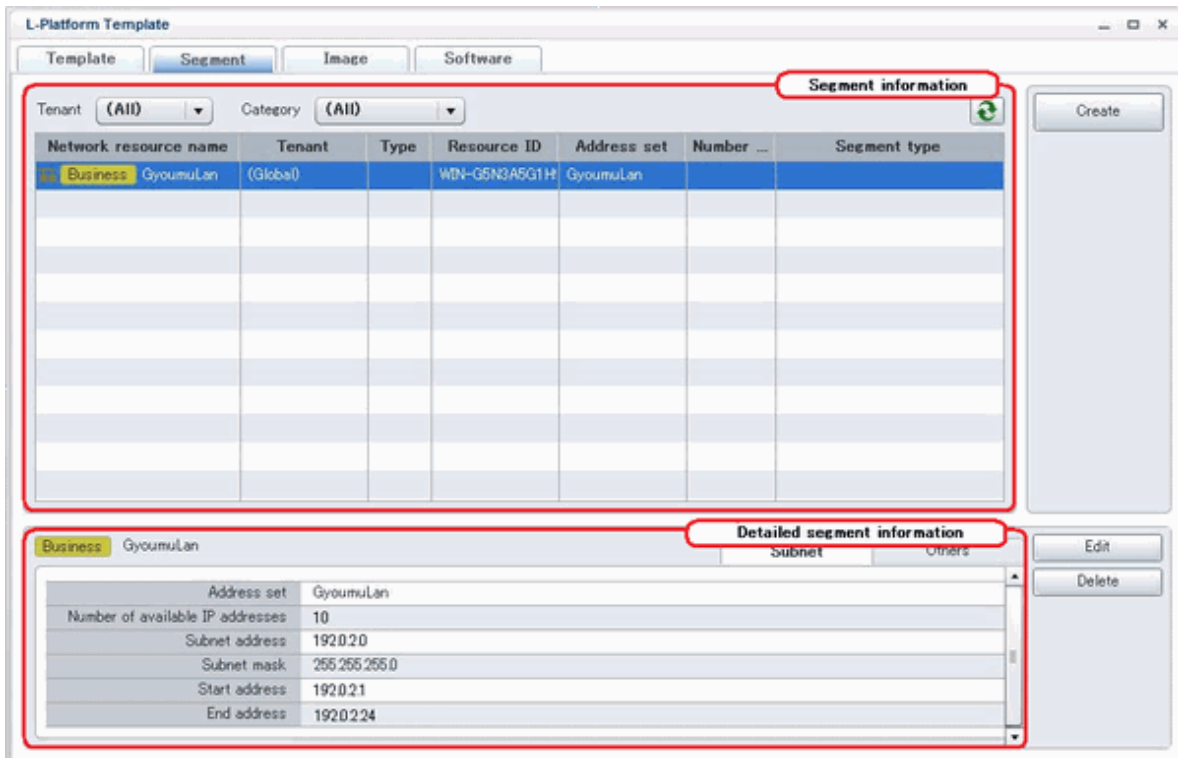 L-Platform Template
Template Segment Image Software
Segment information
Tenant (All) Category (All)
Create
Network resource name Tenant Type Resource ID Address set Number ... Segment type
Business GyoumuLan (Global) WIN-G5N3A5G1H GyoumuLan
Detailed segment information
Business GyoumuLan Subnet Others
Edit
Delete
Address set GyoumuLan
Number of available IP addresses 10
Subnet address 192.0.2.0
Subnet mask 255.255.255.0
Start address 192.0.2.1
End address 192.0.2.24